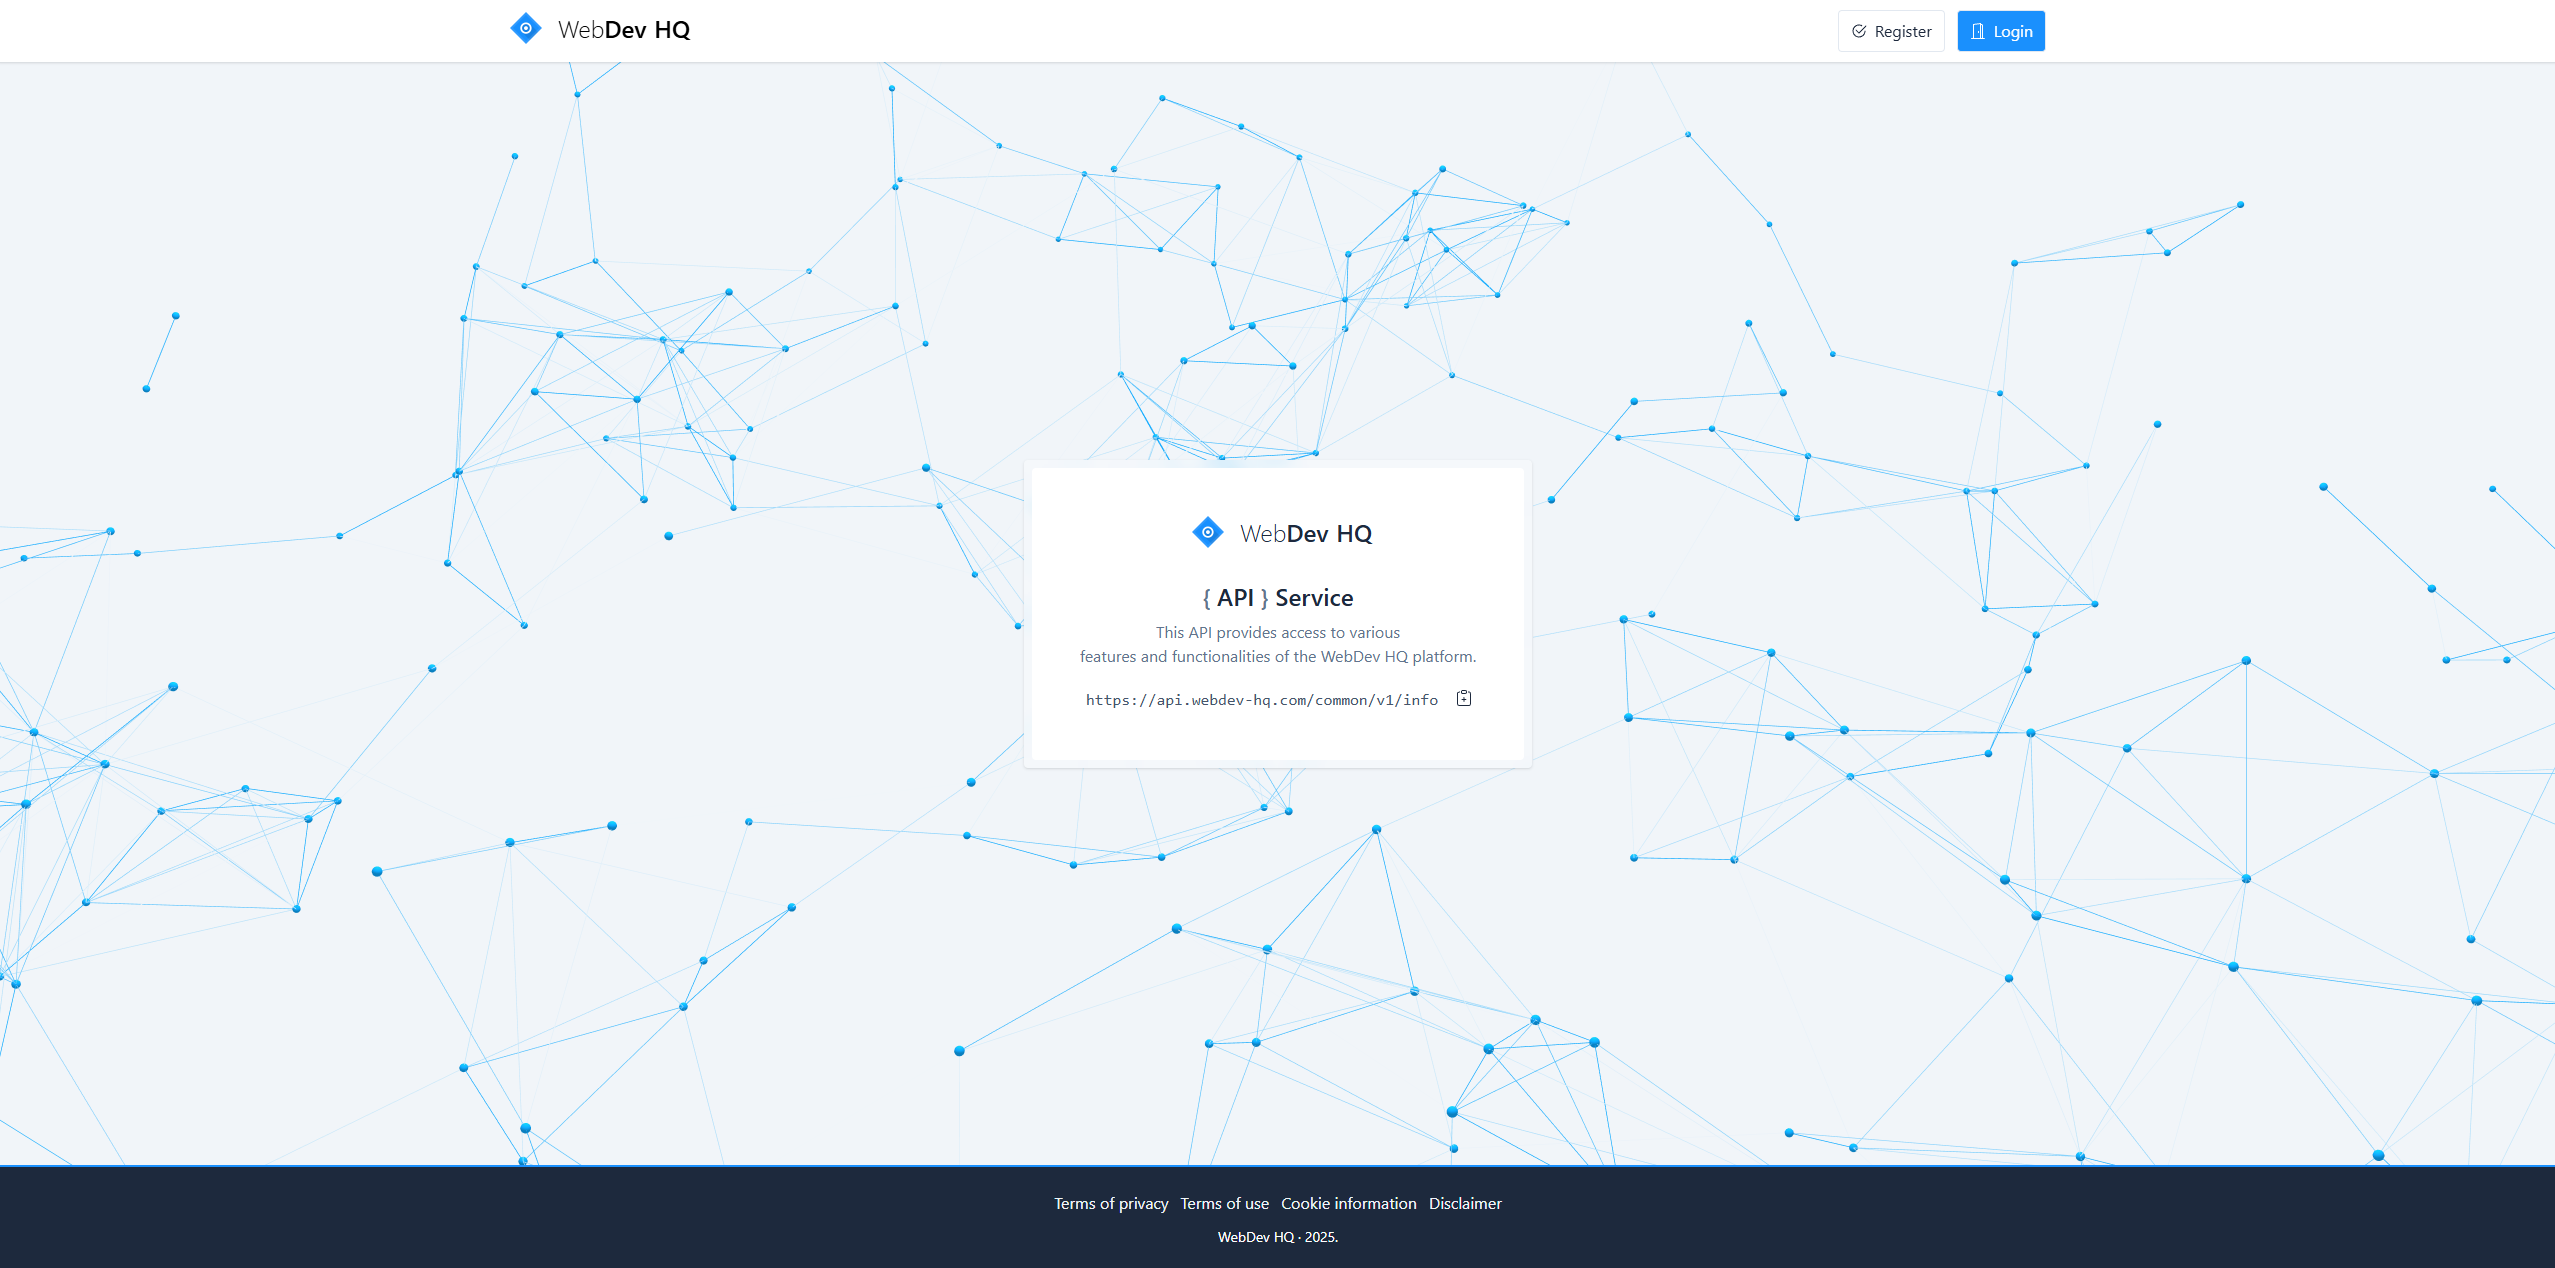 WebDev HQ
Register
Login
WebDev HQ
{ API } Service
This API provides access to various
features and functionalities of the WebDev HQ platform.
https://api.webdev-hq.com/common/v1/info
Terms of privacy Terms of use Cookie information Disclaimer
WebDev HQ · 2025.